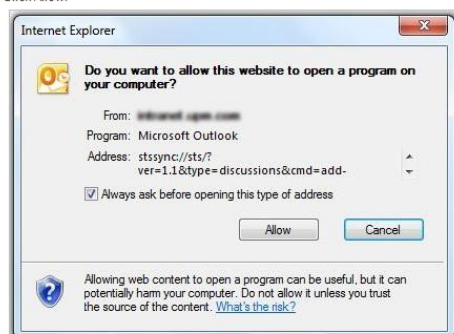 Internet Explorer
Do you want to allow this website to open a program on
your computer?
From:
Program: Microsoft Outlook
Address: stssync://sts/?
ver=1.1&type=discussions&cmd=add-
Always ask before opening this type of address
Allow Cancel
Allowing web content to open a program can be useful, but it can
potentially harm your computer. Do not allow it unless you trust
the source of the content. What's the risk?